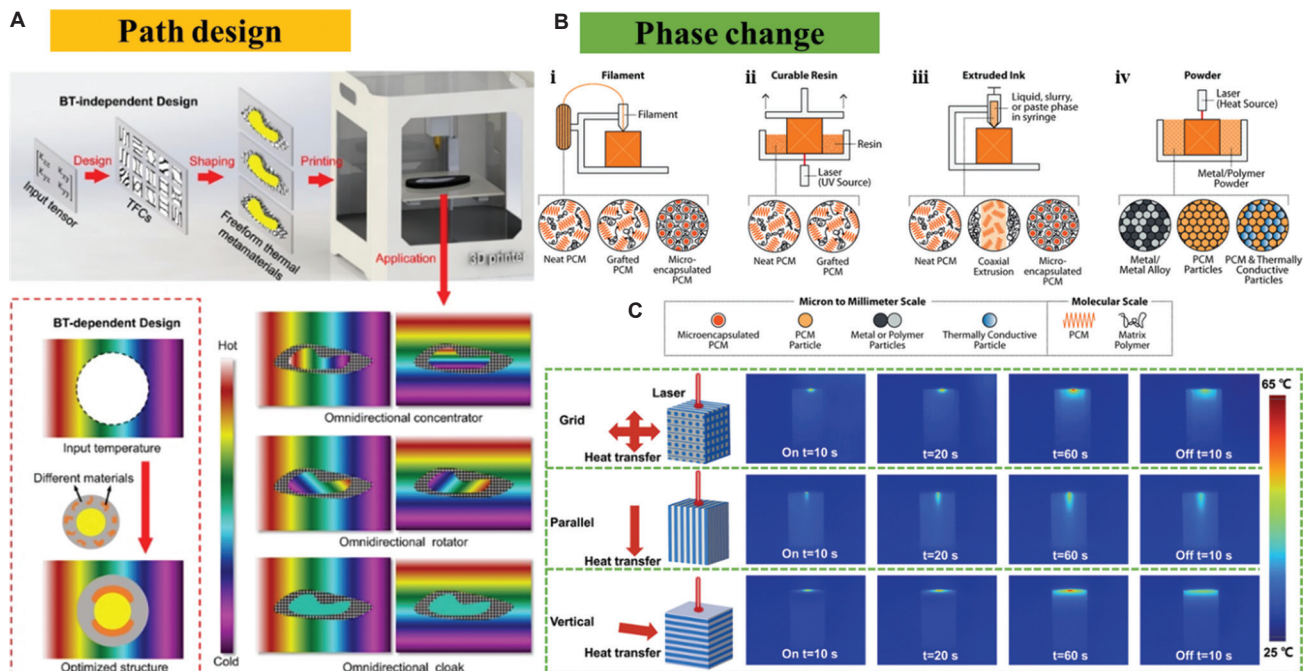 A
Path design
BT-independent Design
Design
Shaping
Printing
Input tensor
TFCs
Freeform thermal
metamaterials
Application
3D printer
BT-dependent Design
Input temperature
Different materials
Optimized structure
Hot
Cold
Omnidirectional concentrator
Omnidirectional rotator
Omnidirectional cloak
B
Phase change
i
Filament
Filament
Neat PCM
Grafted
PCM
Micro-
encapsulated
PCM
ii
Curable Resin
Resin
Laser
(UV Source)
Neat PCM
Grafted
PCM
iii
Extruded Ink
Liquid, slurry,
or paste phase
in syringe
Neat PCM
Coaxial
Extrusion
Micro-
encapsulated
PCM
iv
Powder
Laser
(Heat Source)
Metal/Polymer
Powder
Metal/
Metal Alloy
PCM
Particles
PCM & Thermally
Conductive Particles
Micron to Millimeter Scale
Molecular Scale
Microencapsulated
PCM
PCM
Particle
Metal or Polymer
Particles
Thermally Conductive
Particle
PCM
Matrix
Polymer
C
Grid
Laser
Heat transfer
On t=10 s
t=20 s
t=60 s
Off t=10 s
Parallel
Heat transfer
On t=10 s
t=20 s
t=60 s
Off t=10 s
Vertical
Heat transfer
On t=10 s
t=20 s
t=60 s
Off t=10 s
65 ℃
25 ℃